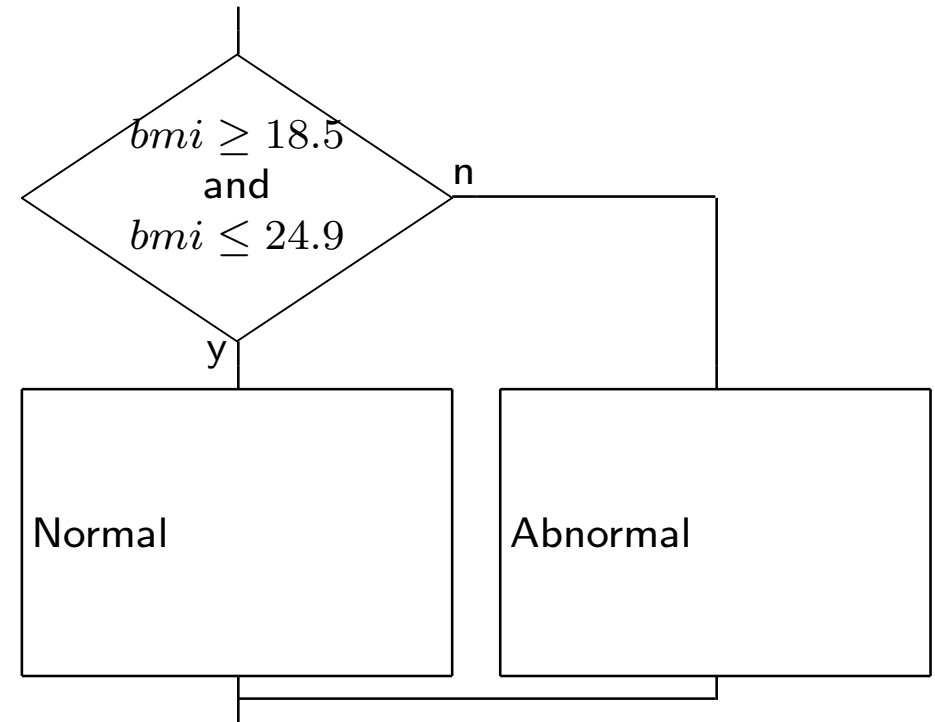 bmi ≥ 18.5
and
bmi ≤ 24.9
n
y
Normal
Abnormal